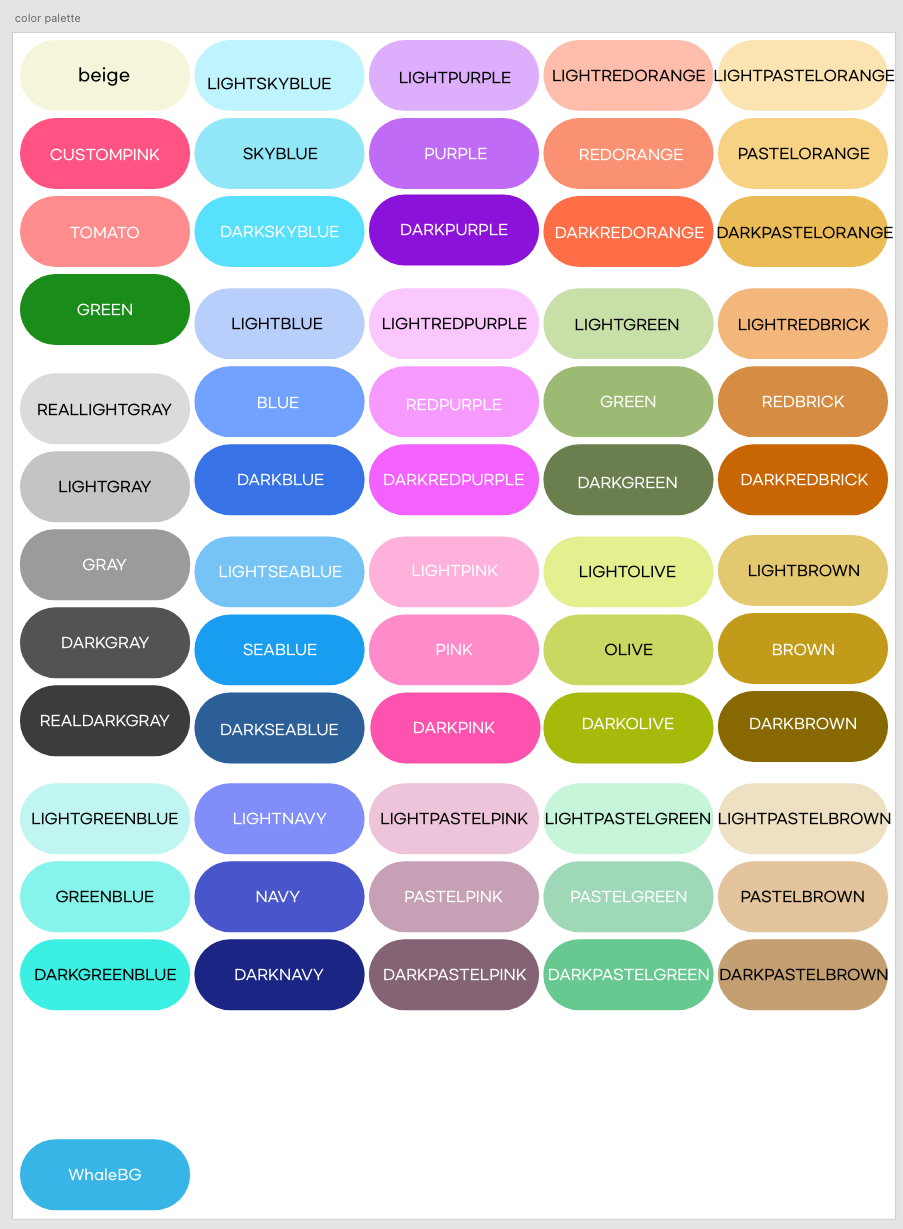 color palette
beige
LIGHTSKYBLUE
LIGHTPURPLE
LIGHTREDORANGE
LIGHTPASTELORANGE
CUSTOMPINK
SKYBLUE
PURPLE
REDORANGE
PASTELORANGE
TOMATO
DARKSKYBLUE
DARKPURPLE
DARKREDORANGE
DARKPASTELORANGE
GREEN
LIGHTBLUE
LIGHTREDPURPLE
LIGHTGREEN
LIGHTREDBRICK
REALLIGHTGRAY
BLUE
REDPURPLE
GREEN
REDBRICK
LIGHTGRAY
DARKBLUE
DARKREDPURPLE
DARKGREEN
DARKREDBRICK
GRAY
LIGHTSEABLUE
LIGHTPINK
LIGHTOLIVE
LIGHTBROWN
DARKGRAY
SEABLUE
PINK
OLIVE
BROWN
REALDARKGRAY
DARKSEABLUE
DARKPINK
DARKOLIVE
DARKBROWN
LIGHTGREENBLUE
LIGHTNAVY
LIGHTPASTELPINK
LIGHTPASTELGREEN
LIGHTPASTELBROWN
GREENBLUE
NAVY
PASTELPINK
PASTELGREEN
PASTELBROWN
DARKGREENBLUE
DARKNAVY
DARKPASTELPINK
DARKPASTELGREEN
DARKPASTELBROWN
WhaleBG